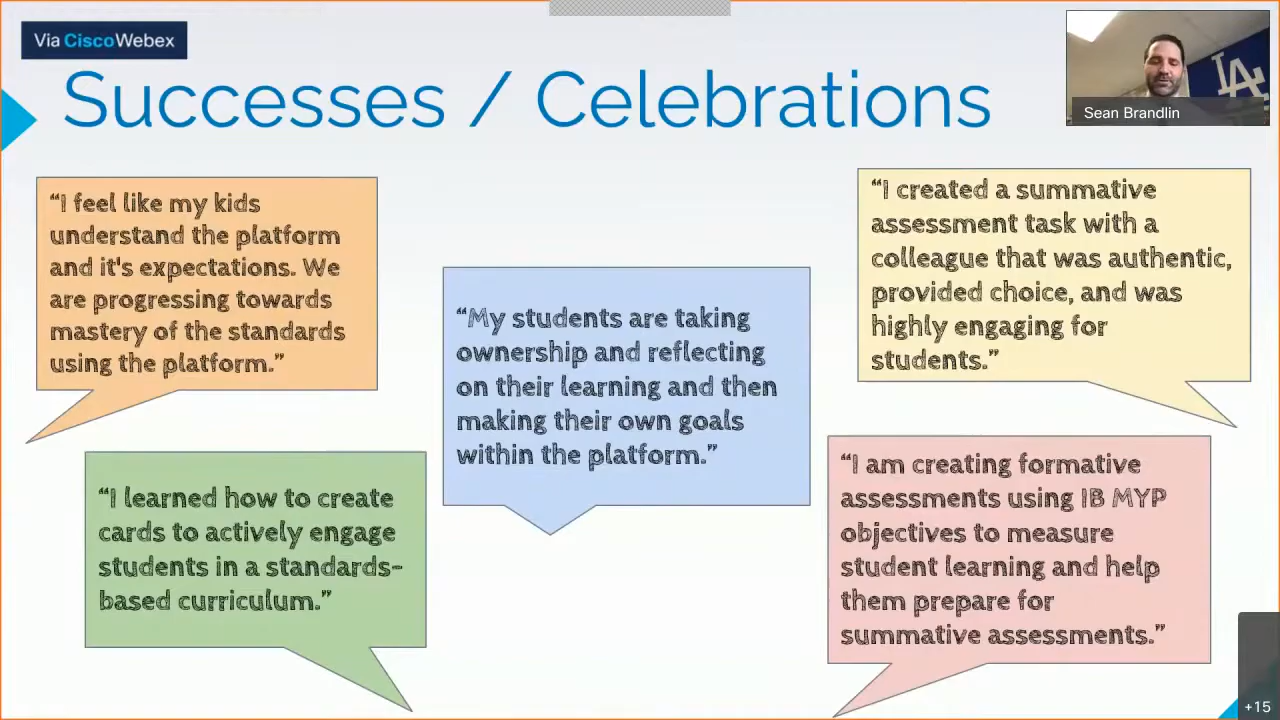 Via CiscoWebex
Successes / Celebrations
Sean Brandlin
“I feel like my kids
understand the platform
and it's expectations. We
are progressing towards
mastery of the standards
using the platform.”
“I created a summative
assessment task with a
colleague that was authentic,
provided choice, and was
highly engaging for
students.”
“My students are taking
ownership and reflecting
on their learning and then
making their own goals
within the platform.”
“I learned how to create
cards to actively engage
students in a standards-
based curriculum.”
“I am creating formative
assessments using IB MYP
objectives to measure
student learning and help
them prepare for
summative assessments.”
LA
+15